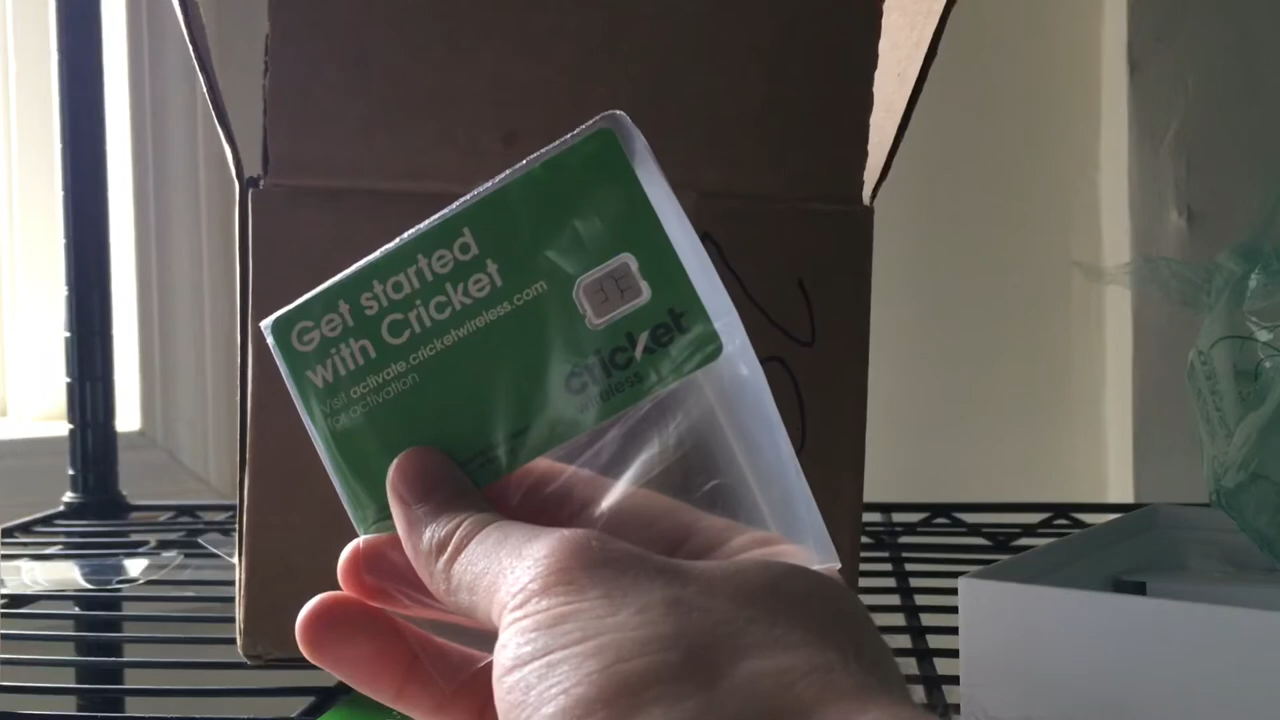 Get started
with Cricket
Visit activate.cricketwireless.com
for activation
cricket
wireless